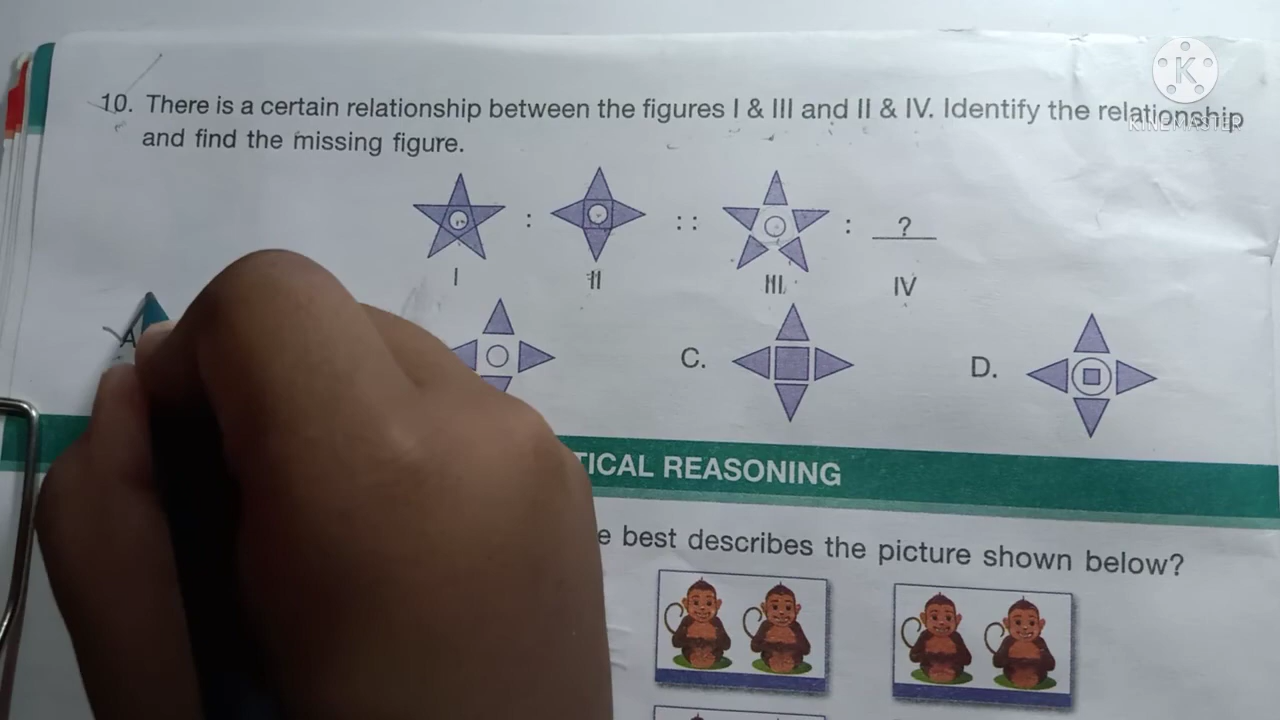 K
KINEMASTER
10. There is a certain relationship between the figures I & III and II & IV. Identify the relationship
and find the missing figure.
: :: : ?
I II III IV
A
C. D.
TICAL REASONING
e best describes the picture shown below?